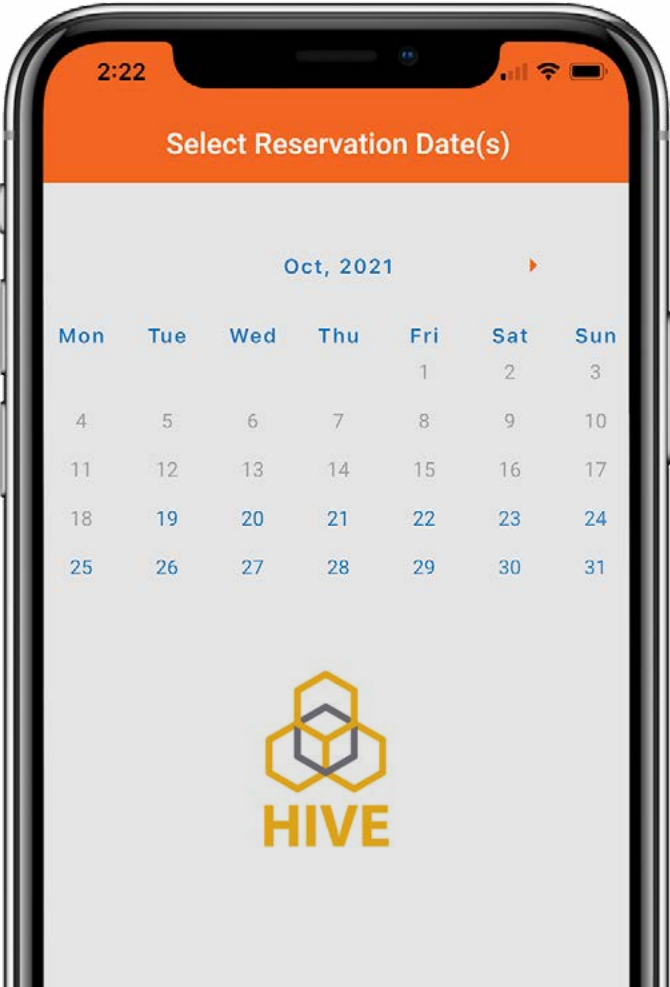 2:22
Select Reservation Date(s)
Oct, 2021
Mon Tue Wed Thu Fri Sat Sun
1 2 3
4 5 6 7 8 9 10
11 12 13 14 15 16 17
18 19 20 21 22 23 24
25 26 27 28 29 30 31
HIVE